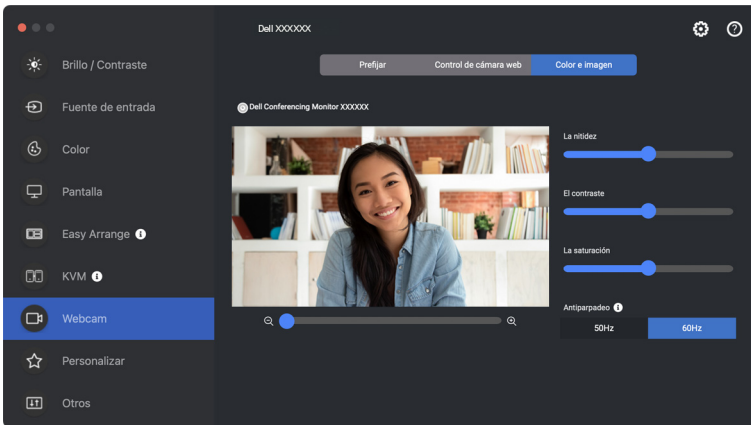 Dell XXXXXX
Brillo / Contraste
Fuente de entrada
Color
Pantalla
Easy Arrange
KVM
Webcam
Personalizar
Otros
Prefijar Control de cámara web Color e imagen
Dell Conferencing Monitor XXXXXX
La nitidez
El contraste
La saturación
Antiparpadeo
50Hz 60Hz